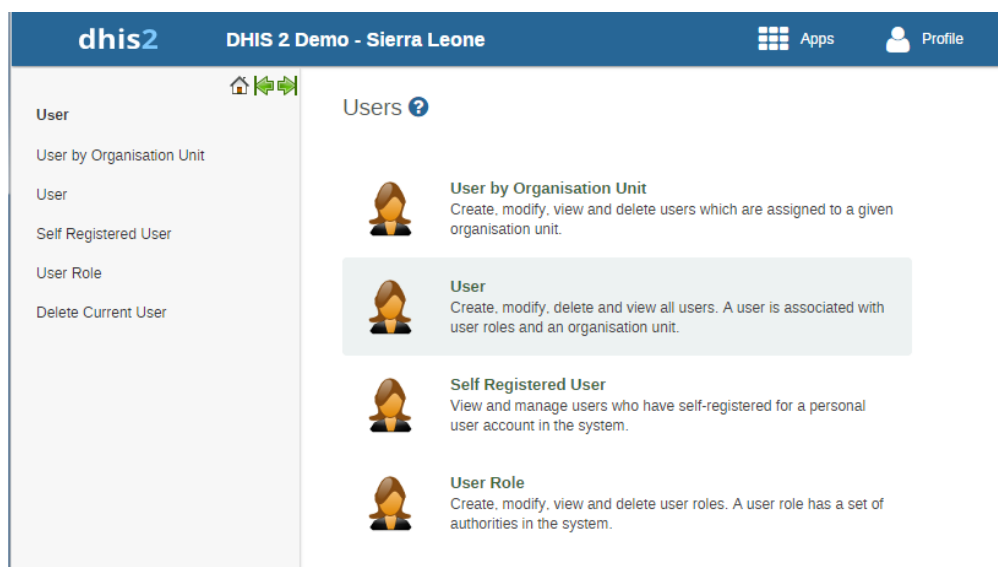 dhis2
DHIS 2 Demo - Sierra Leone
Apps
Profile
User
User by Organisation Unit
User
Self Registered User
User Role
Delete Current User
Users ?
User by Organisation Unit
Create, modify, view and delete users which are assigned to a given
organisation unit.
User
Create, modify, delete and view all users. A user is associated with
user roles and an organisation unit.
Self Registered User
View and manage users who have self-registered for a personal
user account in the system.
User Role
Create, modify, view and delete user roles. A user role has a set of
authorities in the system.